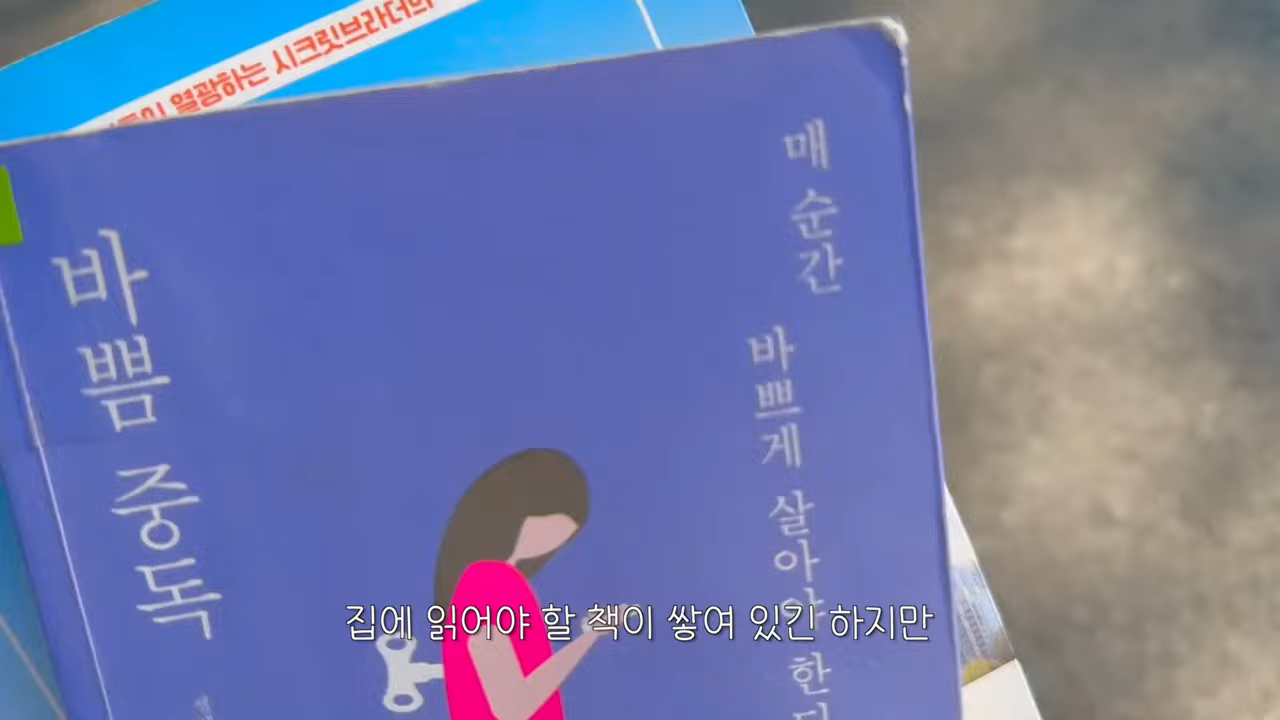 열광하는 시크릿브라더의
바쁨 중독
매 순간
바쁘게 살아야 한다
집에 읽어야 할 책이 쌓여 있긴 하지만